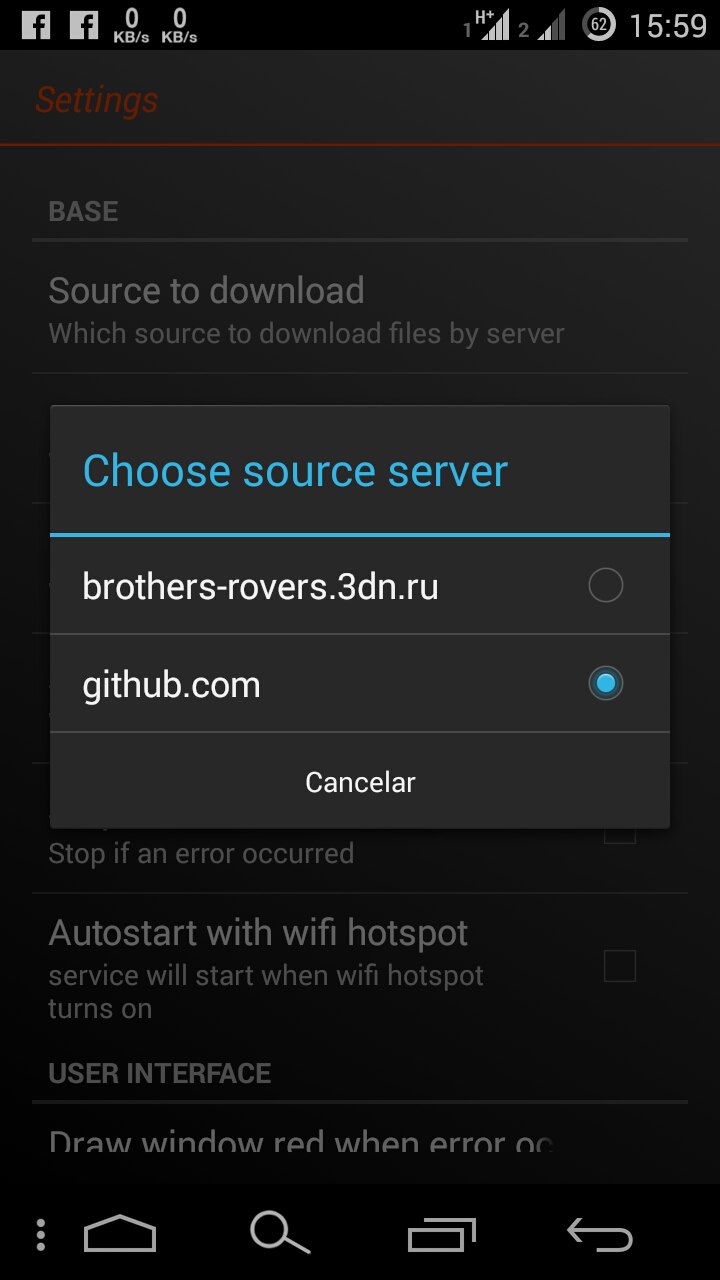 0
KB/s
0
KB/s
1
H+
2
62
15:59
Settings
BASE
Source to download
Which source to download files by server
Choose source server
brothers-rovers.3dn.ru
github.com
Cancelar
Stop if an error occurred
Autostart with wifi hotspot
service will start when wifi hotspot
turns on
USER INTERFACE
Draw window red when error oc